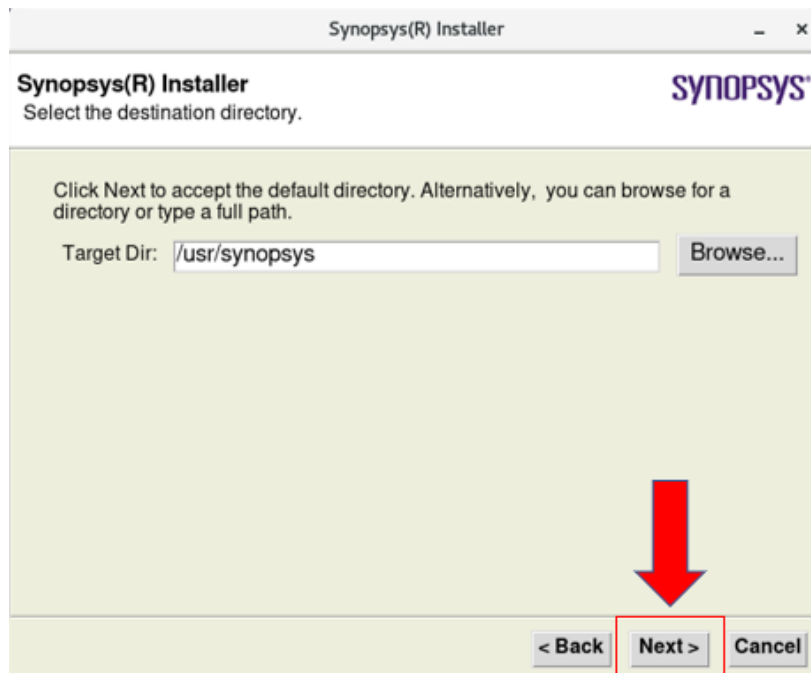 Synopsys(R) Installer
Synopsys(R) Installer
SYNOPSYS®
Select the destination directory.
Click Next to accept the default directory. Alternatively, you can browse for a
directory or type a full path.
Target Dir: /usr/synopsys Browse...
< Back Next > Cancel